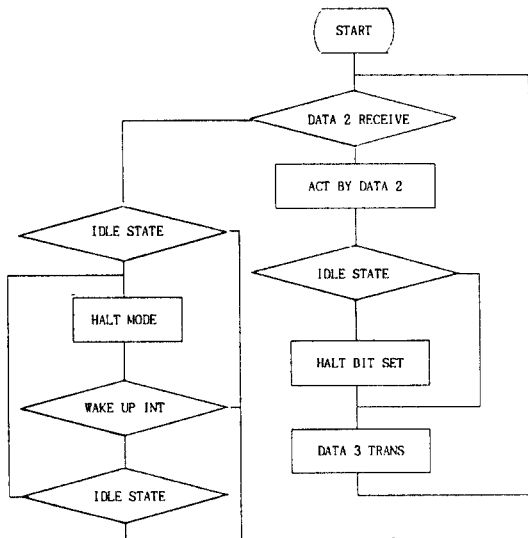 START
DATA 2 RECEIVE
ACT BY DATA 2
IDLE STATE
IDLE STATE
HALT MODE
HALT BIT SET
WAKE UP INT
DATA 3 TRANS
IDLE STATE